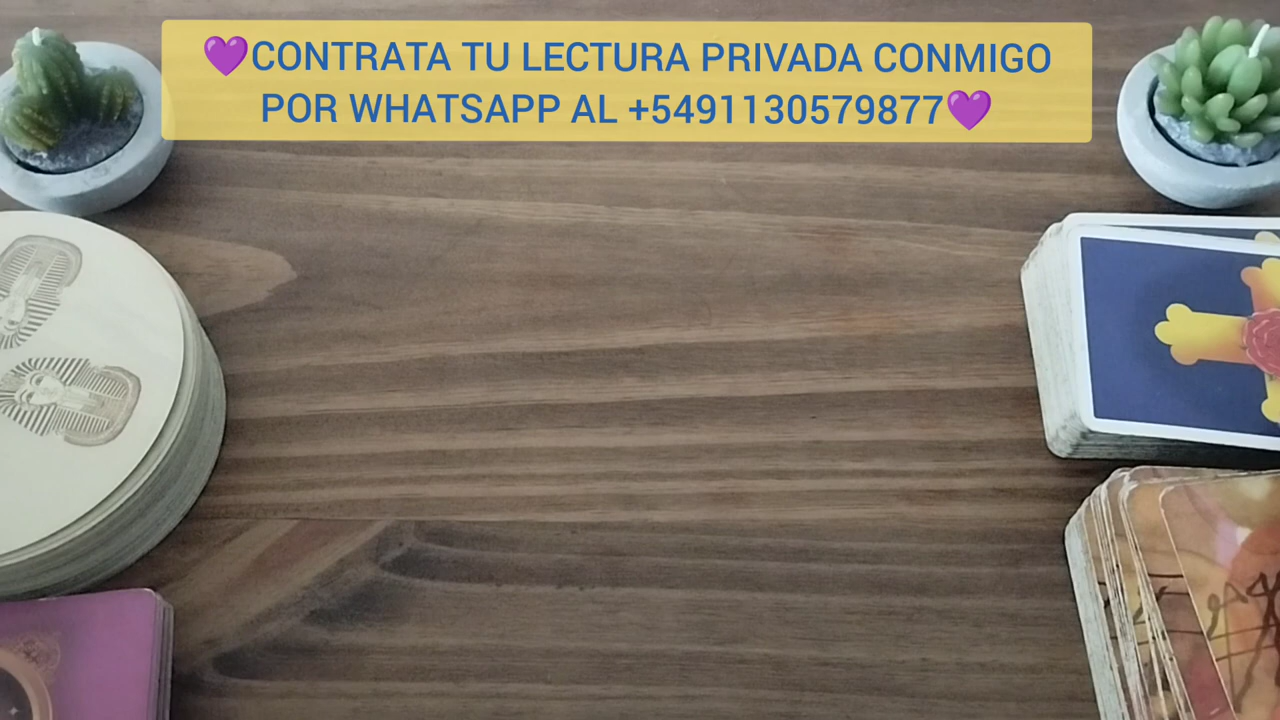 💜CONTRATA TU LECTURA PRIVADA CONMIGO
POR WHATSAPP AL +5491130579877💜